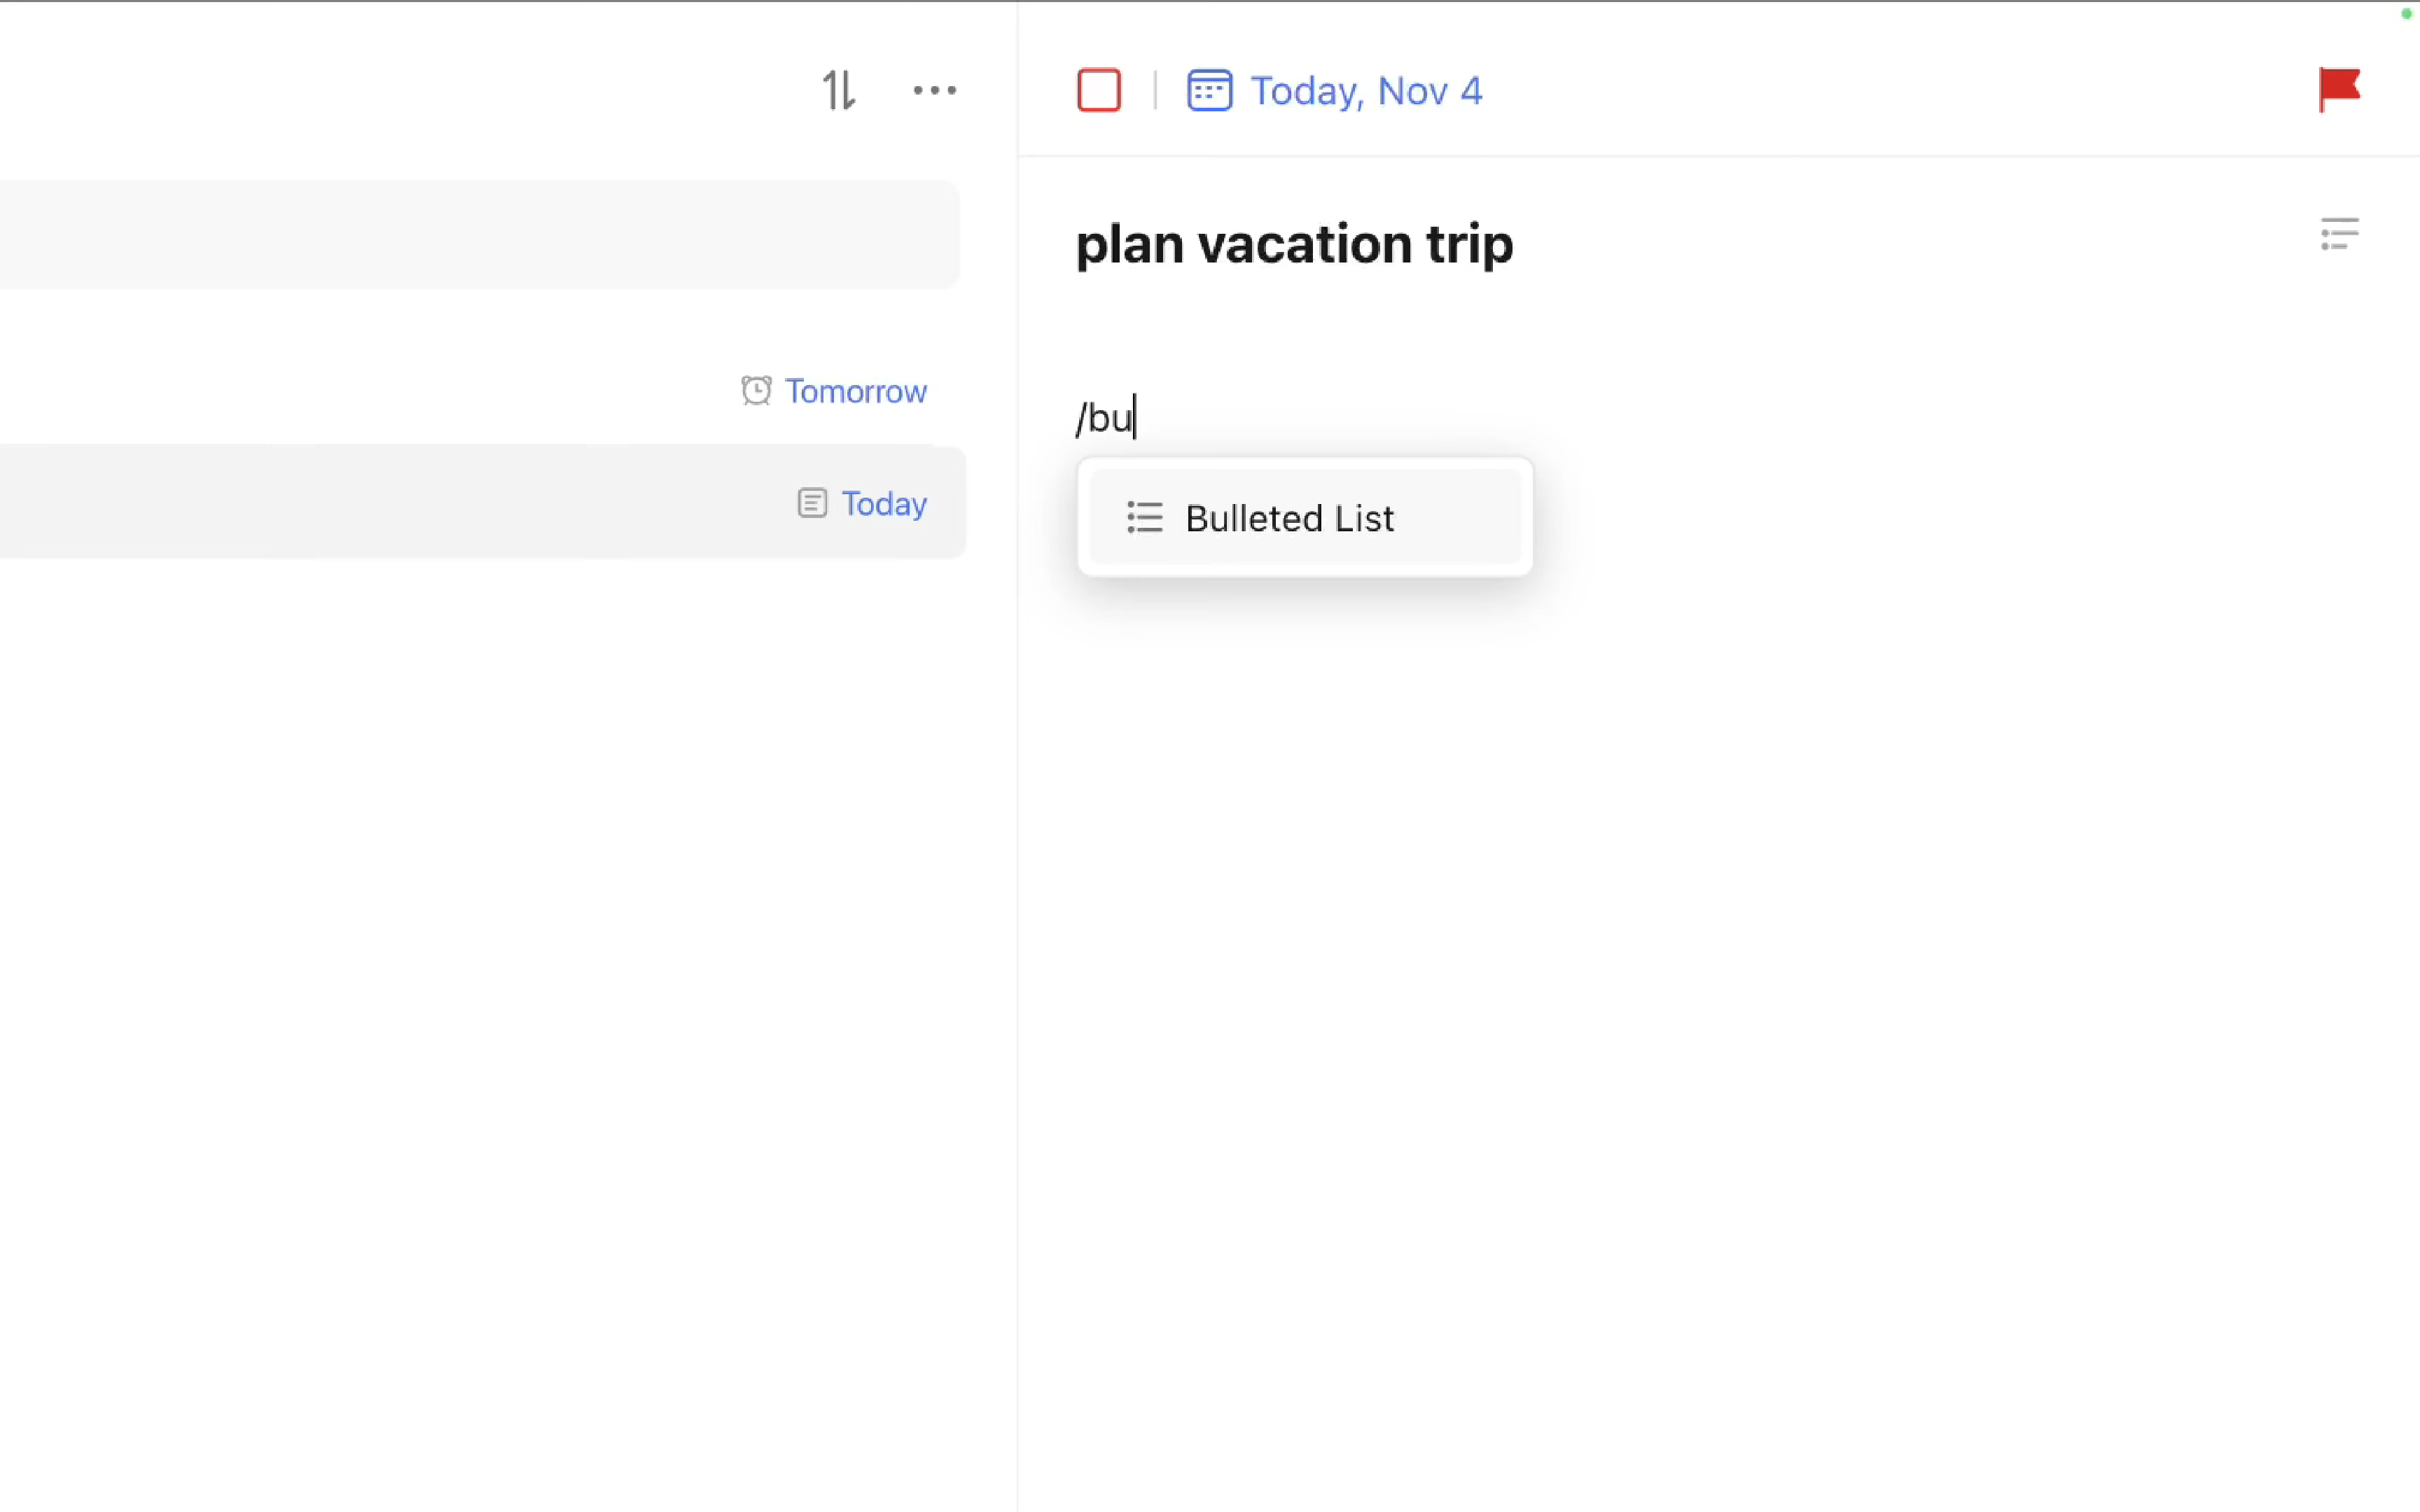 Today, Nov 4
plan vacation trip
Tomorrow
/bu
Today
Bulleted List